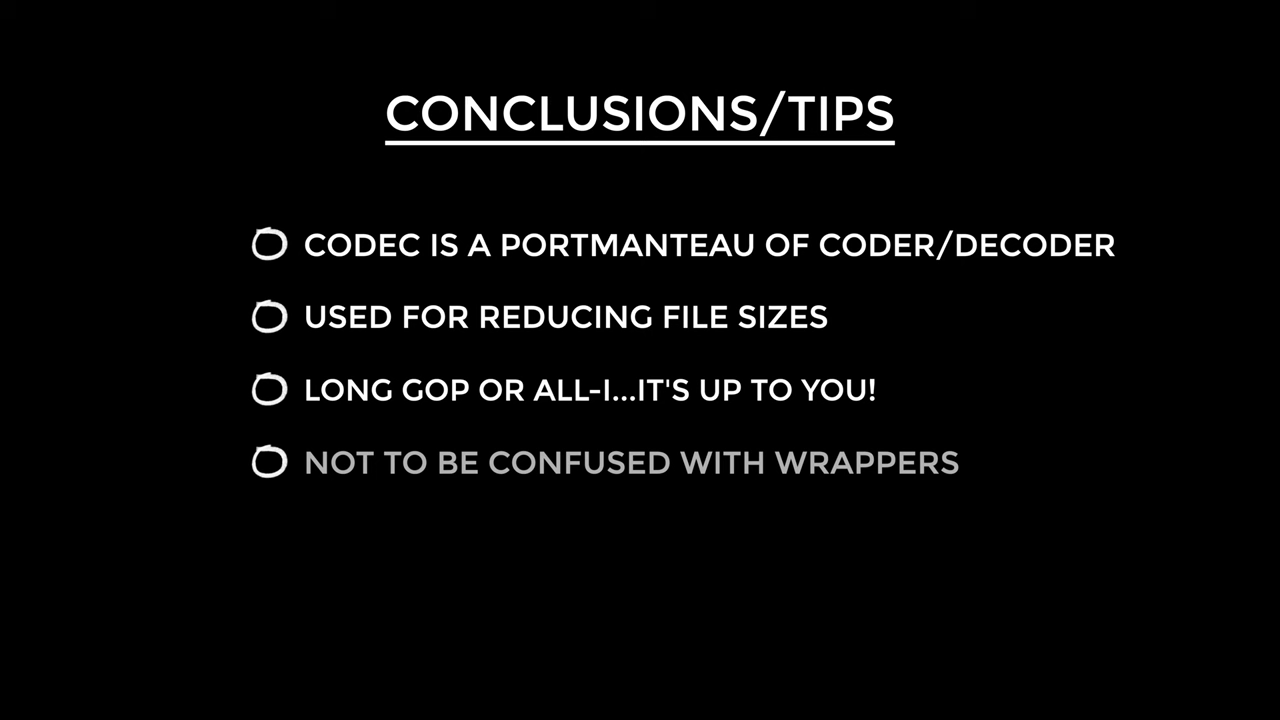 CONCLUSIONS/TIPS
CODEC IS A PORTMANTEAU OF CODER/DECODER
USED FOR REDUCING FILE SIZES
LONG GOP OR ALL-I...IT'S UP TO YOU!
NOT TO BE CONFUSED WITH WRAPPERS